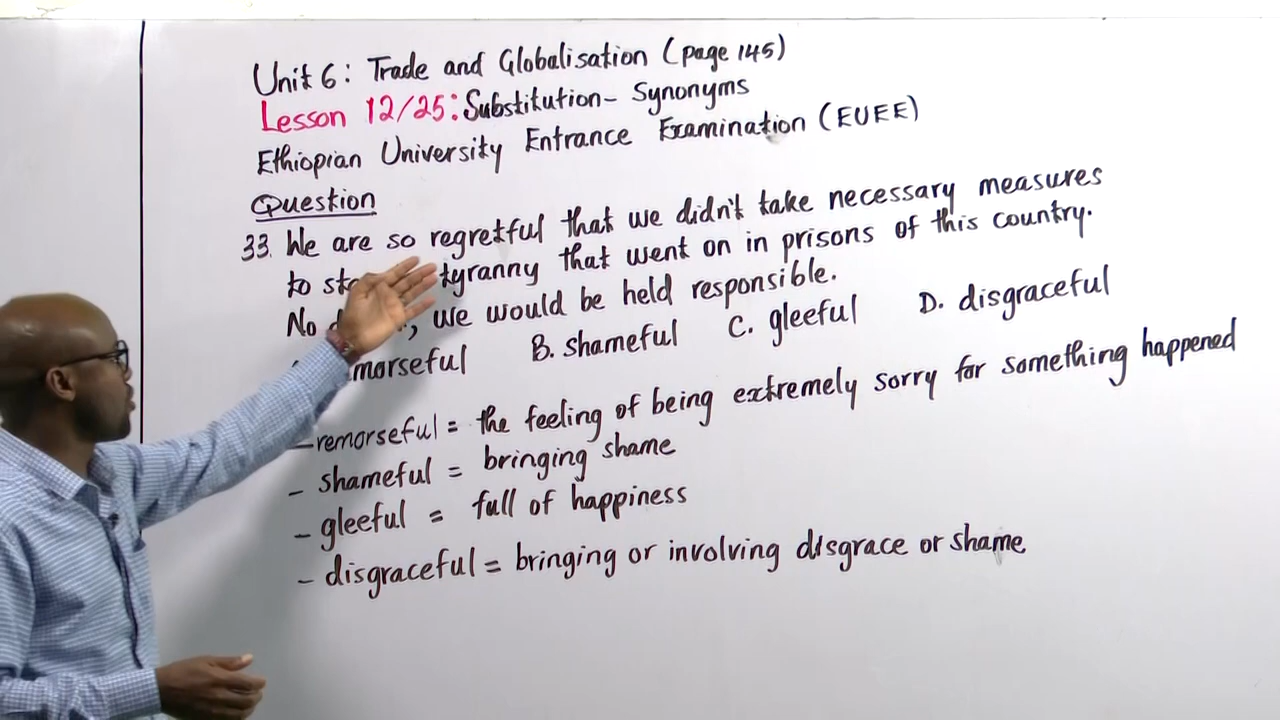 Unit 6: Trade and Globalisation (page 145)
Lesson 12/25: Substitution- Synonyms
Ethiopian University Entrance Examination (EUEE)
Question
33. We are so regretful that we didn't take necessary measures
to tyranny that went on in prisons of this country.
No , we would be held responsible.
B. shameful C. gleeful D. disgraceful
- remorseful = the feeling of being extremely sorry for something happened
- shameful = bringing shame
- gleeful = full of happiness
- disgraceful = bringing or involving disgrace or shame